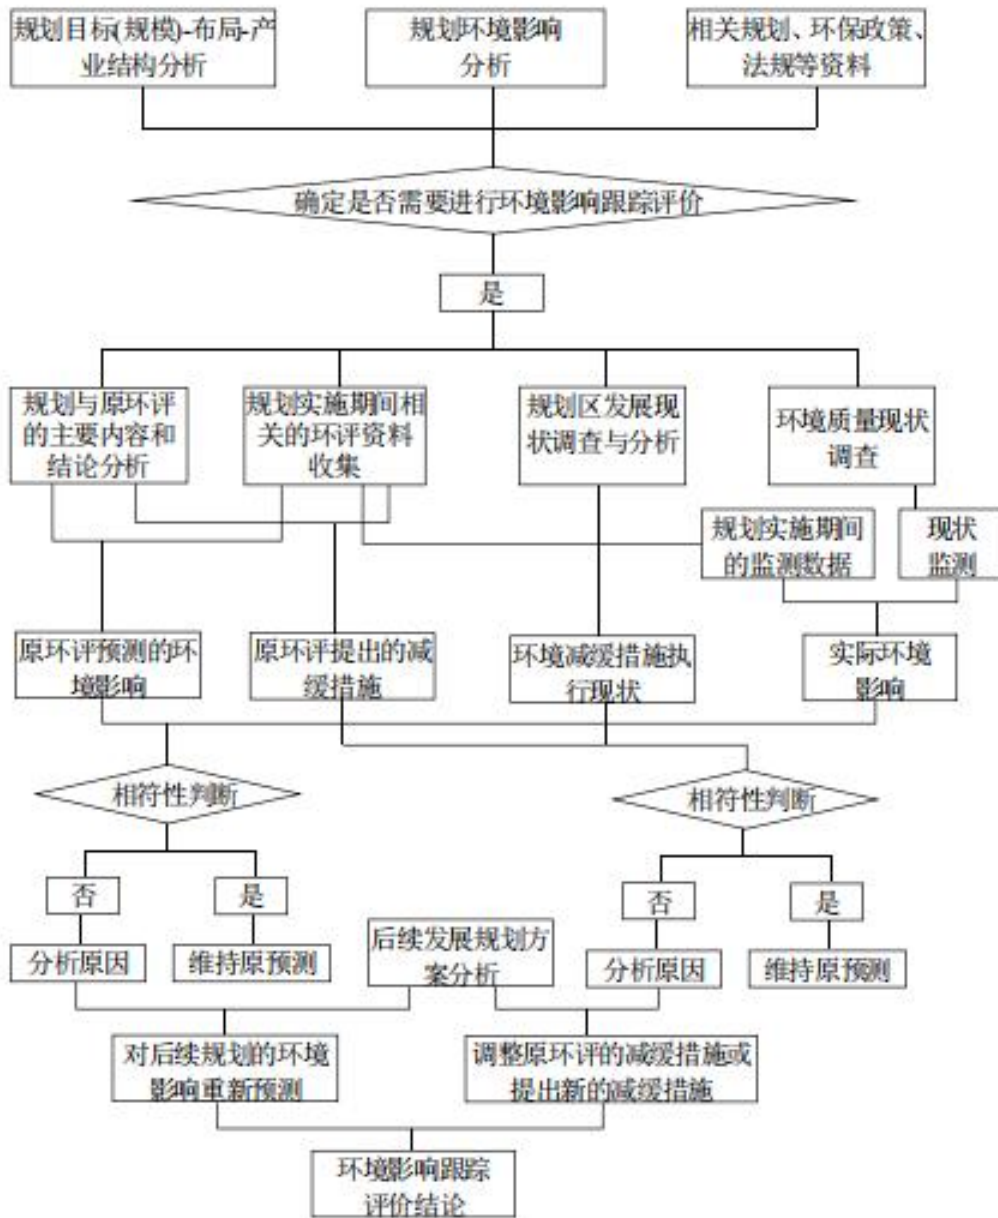 规划目标(规模)-布局-产
业结构分析
规划环境影响
分析
相关规划、环保政策、
法规等资料
确定是否需要进行环境影响跟踪评价
是
规划与原环评
的主要内容和
结论分析
规划实施期间相
关的环评资料
收集
规划区发展现
状调查与分析
环境质量现状
调查
规划实施期间
的监测数据
现状
监测
原环评预测的环
境影响
原环评提出的减
缓措施
环境减缓措施执
行现状
实际环境
影响
相符性判断
相符性判断
否
是
否
是
分析原因
维持原预测
后续发展规划方
案分析
分析原因
维持原预测
对后续规划的环境
影响重新预测
调整原环评的减缓措施或
提出新的减缓措施
环境影响跟踪
评价结论